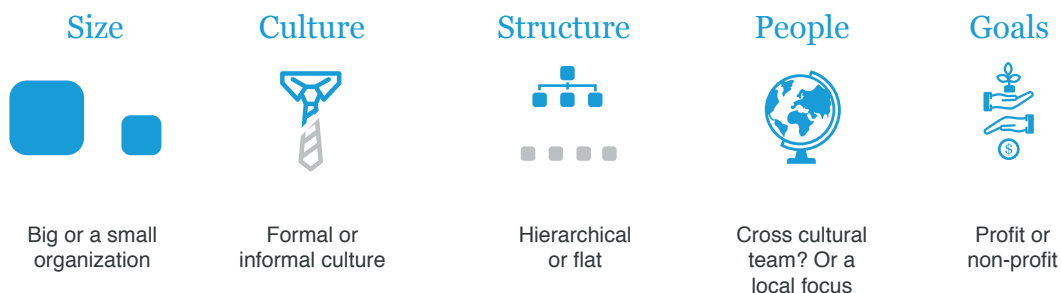 Size
Culture
Structure
People
Goals
$
Big or a small
organization
Formal or
informal culture
Hierarchical
or flat
Cross cultural
team? Or a
local focus
Profit or
non-profit